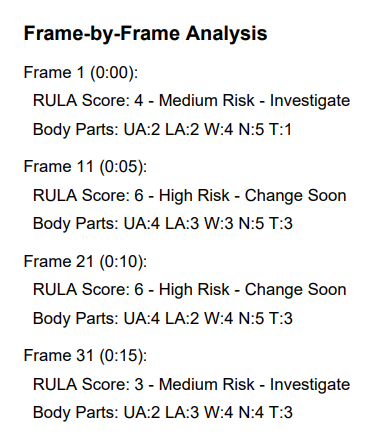 Frame-by-Frame Analysis
Frame 1 (0:00):
RULA Score: 4 - Medium Risk - Investigate
Body Parts: UA:2 LA:2 W:4 N:5 T:1
Frame 11 (0:05):
RULA Score: 6 - High Risk - Change Soon
Body Parts: UA:4 LA:3 W:3 N:5 T:3
Frame 21 (0:10):
RULA Score: 6 - High Risk - Change Soon
Body Parts: UA:4 LA:2 W:4 N:5 T:3
Frame 31 (0:15):
RULA Score: 3 - Medium Risk - Investigate
Body Parts: UA:2 LA:3 W:4 N:4 T:3